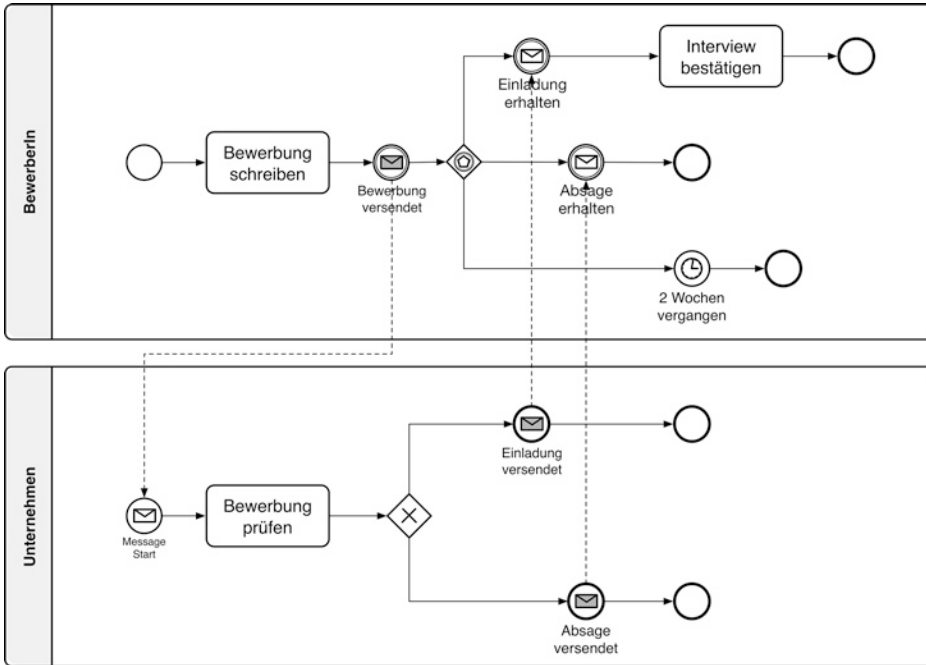 BewerberIn
Bewerbung
schreiben
Bewerbung
versendet
Einladung
erhalten
Interview
bestätigen
Absage
erhalten
2 Wochen
vergangen
Unternehmen
Message
Start
Bewerbung
prüfen
Einladung
versendet
Absage
versendet